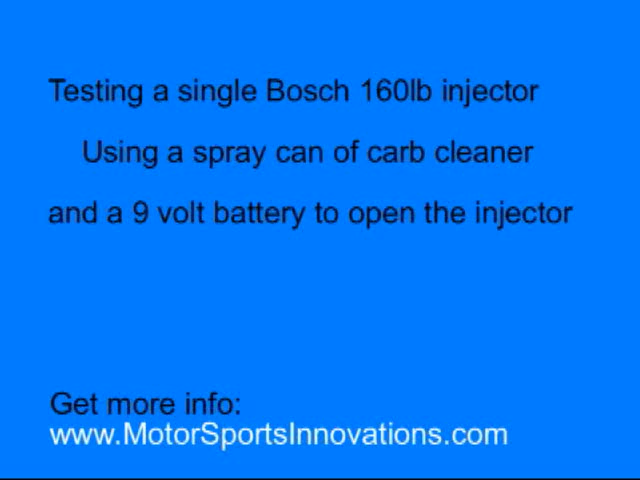 Testing a single Bosch 160lb injector
Using a spray can of carb cleaner
and a 9 volt battery to open the injector
Get more info:
www.MotorSportsInnovations.com